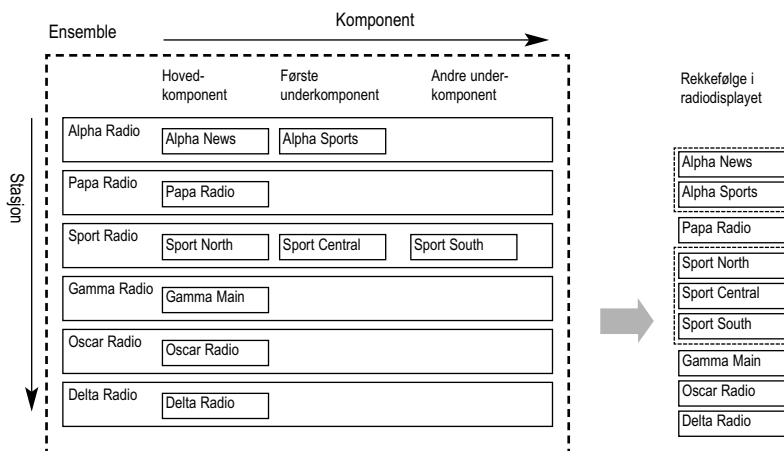 Ensemble
Komponent
Stasjon
Hoved-
komponent
Første
underkomponent
Andre under-
komponent
Alpha Radio
Alpha News
Alpha Sports
Papa Radio
Papa Radio
Sport Radio
Sport North
Sport Central
Sport South
Gamma Radio
Gamma Main
Oscar Radio
Oscar Radio
Delta Radio
Delta Radio
Rekkefølge i
radiodisplayet
Alpha News
Alpha Sports
Papa Radio
Sport North
Sport Central
Sport South
Gamma Main
Oscar Radio
Delta Radio